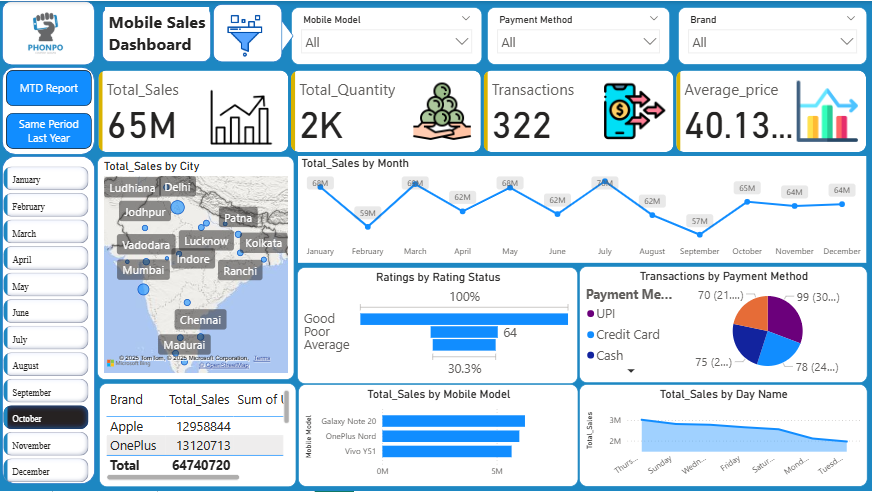 PHONPO
Mobile Sales
Dashboard
Mobile Model
All
Payment Method
All
Brand
All
MTD Report
Same Period
Last Year
Total_Sales
65M
Total_Quantity
2K
Transactions
322
Average_price
40.13...
January
February
March
April
May
June
July
August
September
October
November
December
Total_Sales by City
Ludhiana
Delhi
Jodhpur
Patna
Lucknow
Kolkata
Vadodara
Indore
Mumbai
Ranchi
Chennai
Madurai
© 2025 TomTom, © 2025 Microsoft Corporation, Terms
© OpenStreetMap
Total_Sales by Month
68M
59M
68M
62M
68M
62M
62M
57M
65M
64M
64M
January February March April May June July August September October November December
Ratings by Rating Status
100%
Good
Poor 64
Average
30.3%
Transactions by Payment Method
Payment Me...
UPI
Credit Card
Cash
70 (21....)
99 (30...)
75 (2...)
78 (24...)
Brand Total_Sales Sum of
Apple 12958844
OnePlus 13120713
Total 64740720
Total_Sales by Mobile Model
Mobile Model
Galaxy Note 20
OnePlus Nord
Vivo Y51
0M 5M
Total_Sales by Day Name
Total_Sales
3M
2M
Thurs... Sunday Wedn... Friday Satur... Mond... Tuesd...